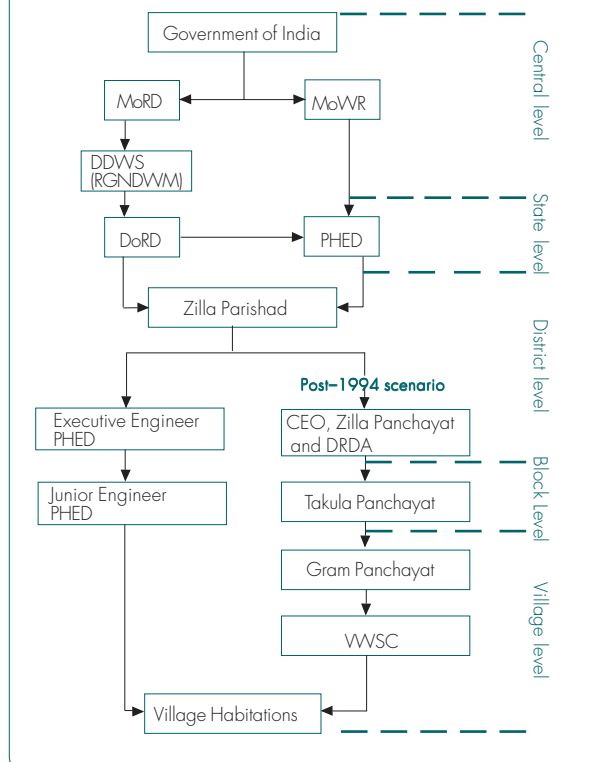 Government of India
MoRD
MoWR
Central level
DDWS
(RGNDWM)
DoRD
PHED
State level
Zilla Parishad
District level
Post–1994 scenario
Executive Engineer
PHED
CEO, Zilla Panchayat
and DRDA
Junior Engineer
PHED
Takula Panchayat
Block Level
Gram Panchayat
VWSC
Village level
Village Habitations